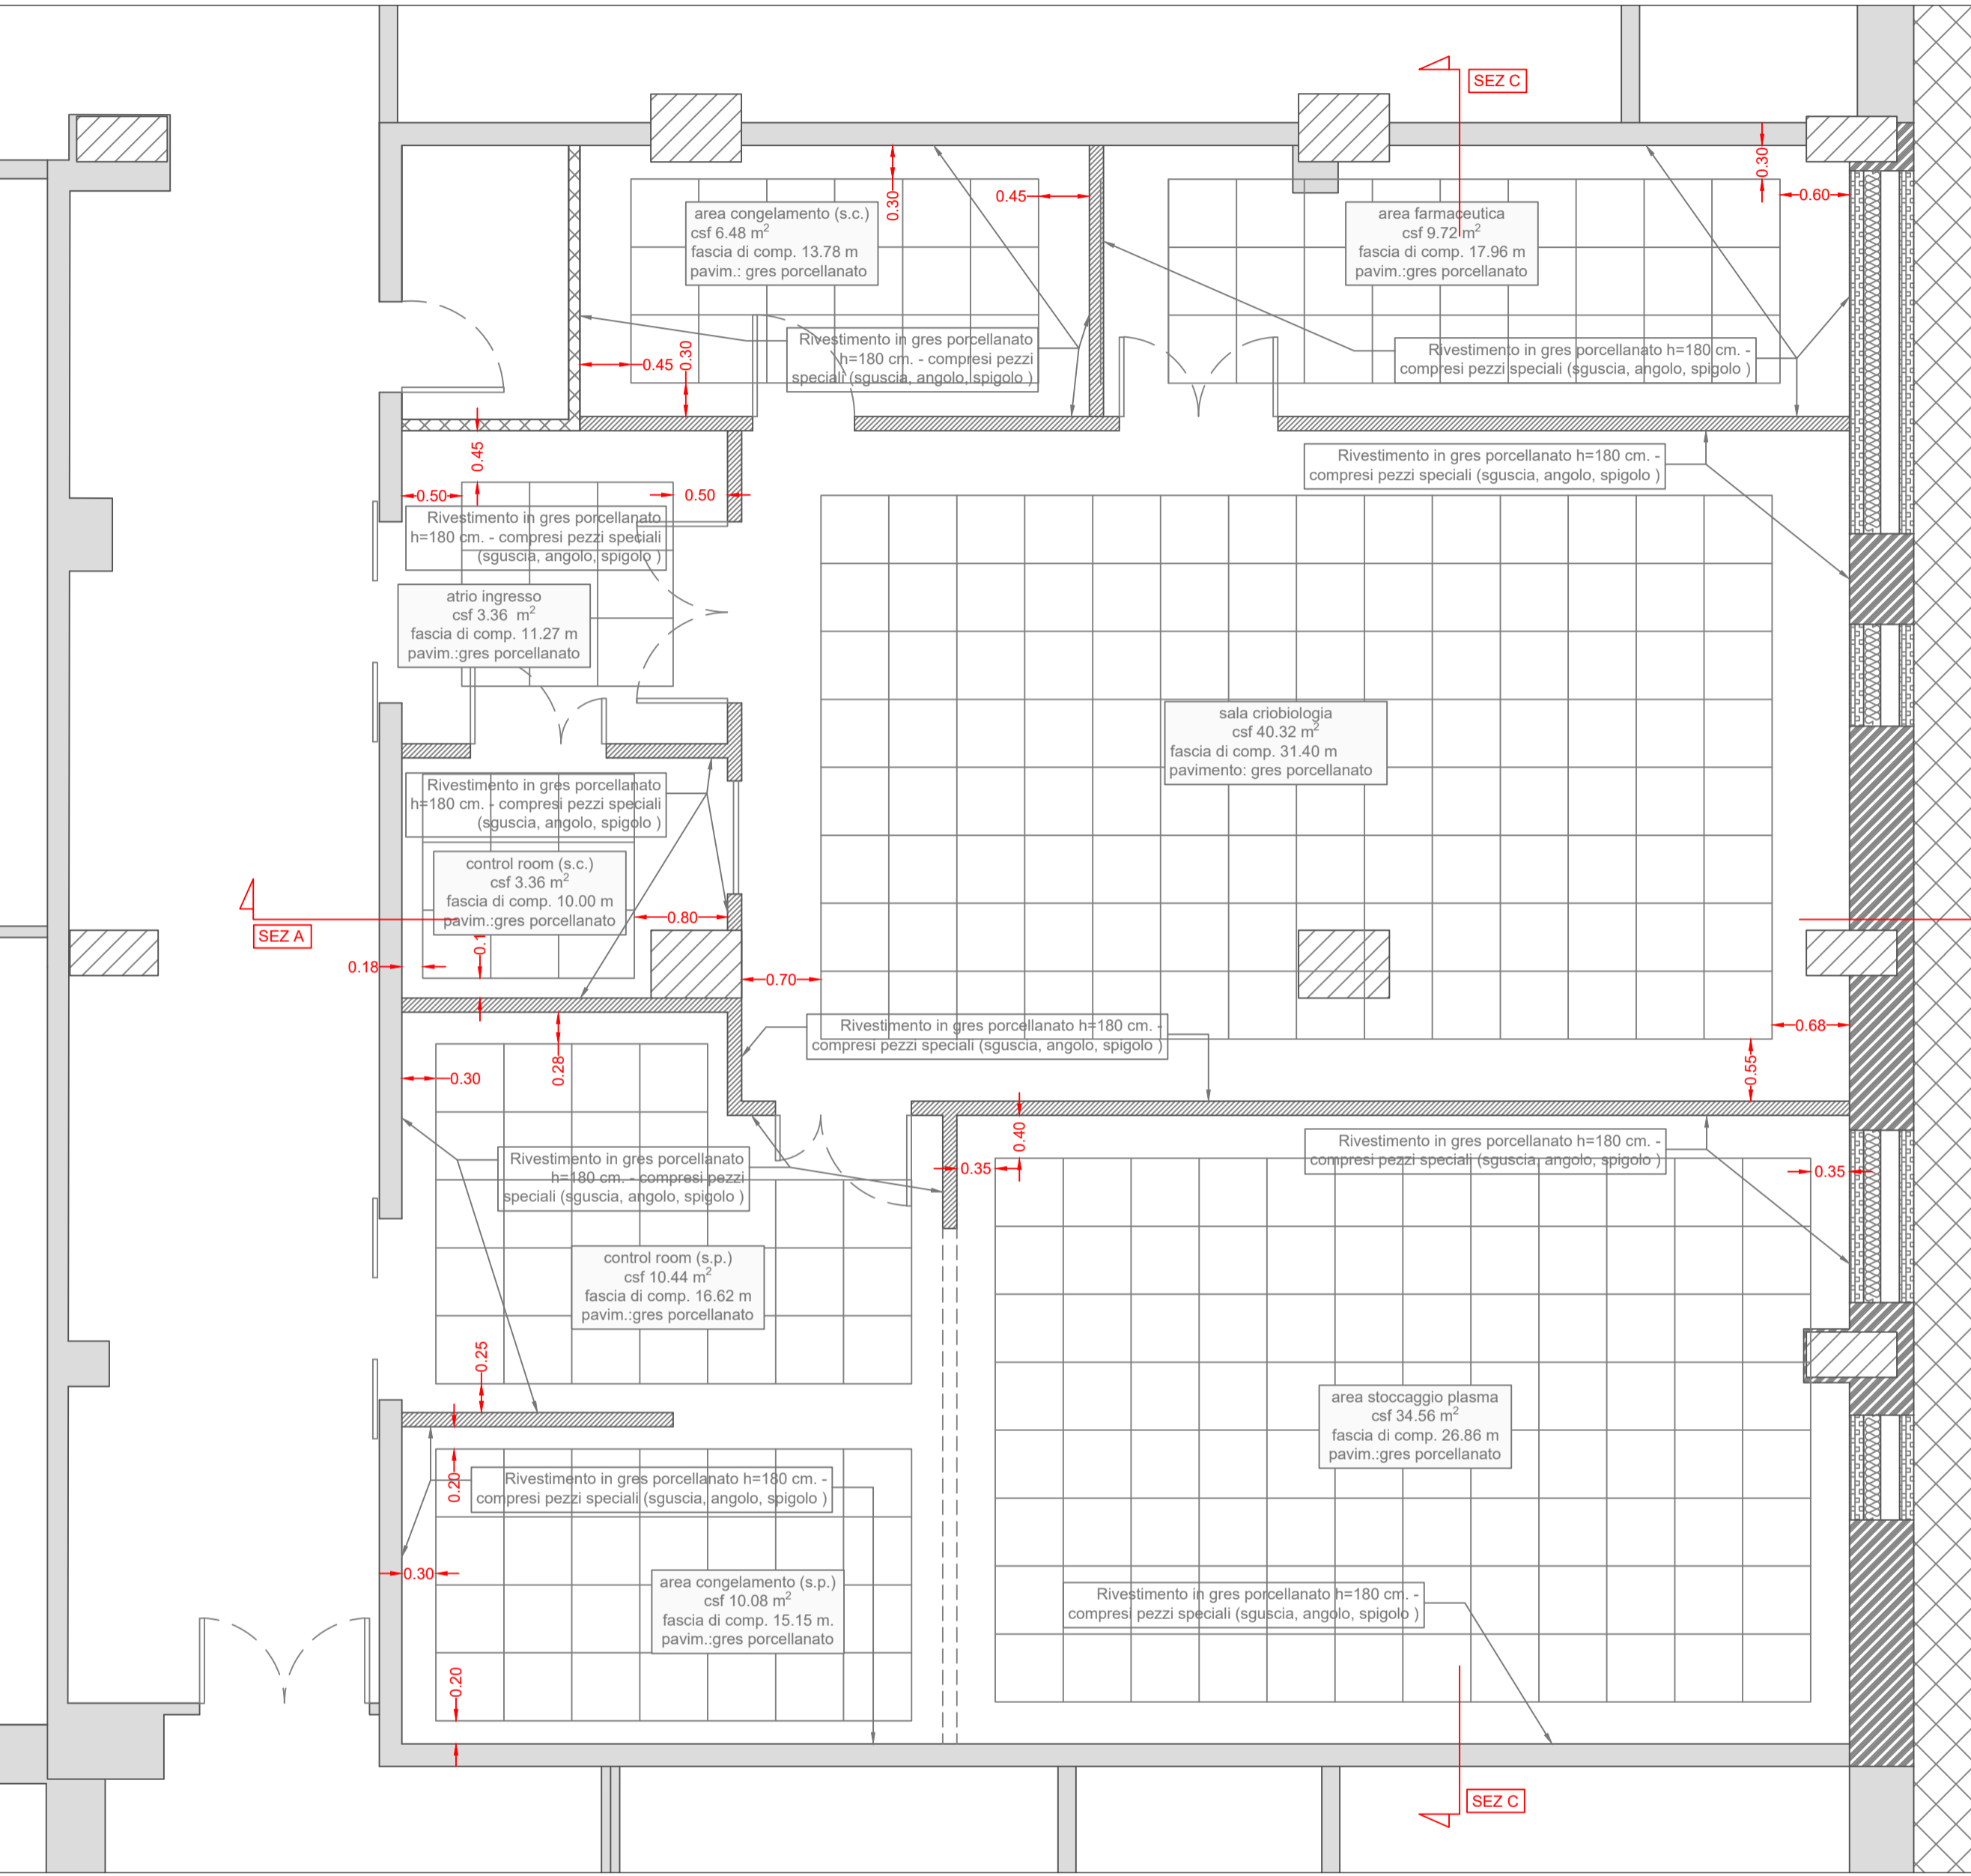 SEZ C
0.30
0.60
area congelamento (s.c.)
csf 6.48 m²
fascia di comp. 13.78 m
pavim.: gres porcellanato
0.30
0.45
area farmaceutica
csf 9.72 m²
fascia di comp. 17.96 m
pavim.:gres porcellanato
Rivestimento in gres porcellanato
h=180 cm. - compresi pezzi
speciali (sguscia, angolo, spigolo )
0.45
0.30
Rivestimento in gres porcellanato h=180 cm. -
compresi pezzi speciali (sguscia, angolo, spigolo )
0.45
Rivestimento in gres porcellanato h=180 cm. -
compresi pezzi speciali (sguscia, angolo, spigolo )
0.50
0.50
Rivestimento in gres porcellanato
h=180 cm. - compresi pezzi speciali
(sguscia, angolo, spigolo )
atrio ingresso
csf 3.36 m²
fascia di comp. 11.27 m
pavim.:gres porcellanato
sala criobiologia
csf 40.32 m²
fascia di comp. 31.40 m
pavimento: gres porcellanato
Rivestimento in gres porcellanato
h=180 cm. - compresi pezzi speciali
(sguscia, angolo, spigolo )
control room (s.c.)
csf 3.36 m²
fascia di comp. 10.00 m
pavim.:gres porcellanato
0.80
SEZ A
0.18
0.70
Rivestimento in gres porcellanato h=180 cm. -
compresi pezzi speciali (sguscia, angolo, spigolo )
0.68
0.55
0.28
0.30
0.40
0.35
Rivestimento in gres porcellanato h=180 cm. -
compresi pezzi speciali (sguscia, angolo, spigolo )
0.35
Rivestimento in gres porcellanato
h=180 cm. - compresi pezzi
speciali (sguscia, angolo, spigolo )
control room (s.p.)
csf 10.44 m²
fascia di comp. 16.62 m
pavim.:gres porcellanato
0.25
area stoccaggio plasma
csf 34.56 m²
fascia di comp. 26.86 m
pavim.:gres porcellanato
0.20
Rivestimento in gres porcellanato h=180 cm. -
compresi pezzi speciali (sguscia, angolo, spigolo )
0.30
area congelamento (s.p.)
csf 10.08 m²
fascia di comp. 15.15 m.
pavim.:gres porcellanato
Rivestimento in gres porcellanato h=180 cm. -
compresi pezzi speciali (sguscia, angolo, spigolo )
0.20
SEZ C